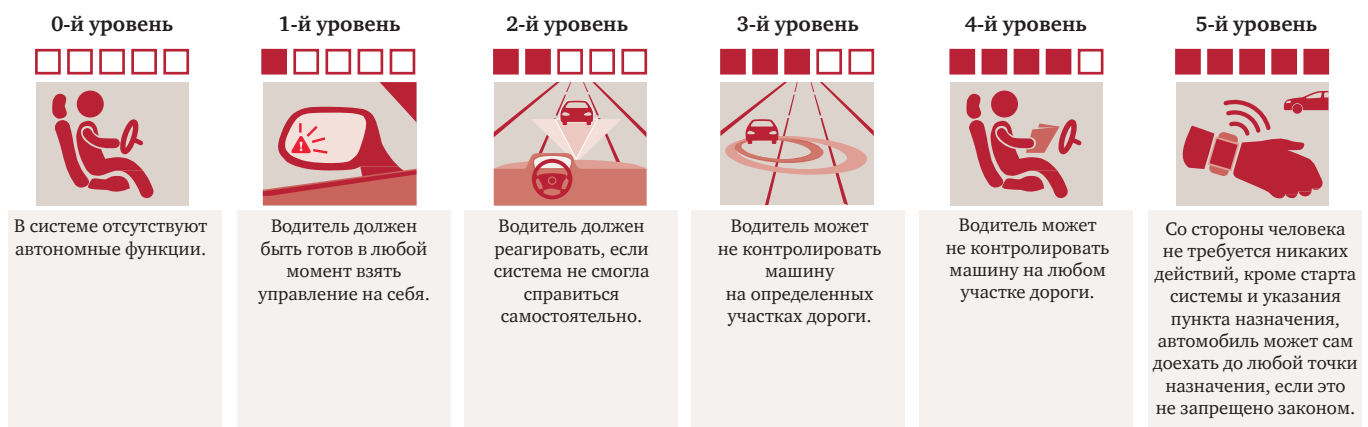 0-й уровень
В системе отсутствуют
автономные функции.
1-й уровень
Водитель должен
быть готов в любой
момент взять
управление на себя.
2-й уровень
Водитель должен
реагировать, если
система не смогла
справиться
самостоятельно.
3-й уровень
Водитель может
не контролировать
машину
на определенных
участках дороги.
4-й уровень
Водитель может
не контролировать
машину на любом
участке дороги.
5-й уровень
Со стороны человека
не требуется никаких
действий, кроме старта
системы и указания
пункта назначения,
автомобиль может сам
доехать до любой точки
назначения, если это
не запрещено законом.